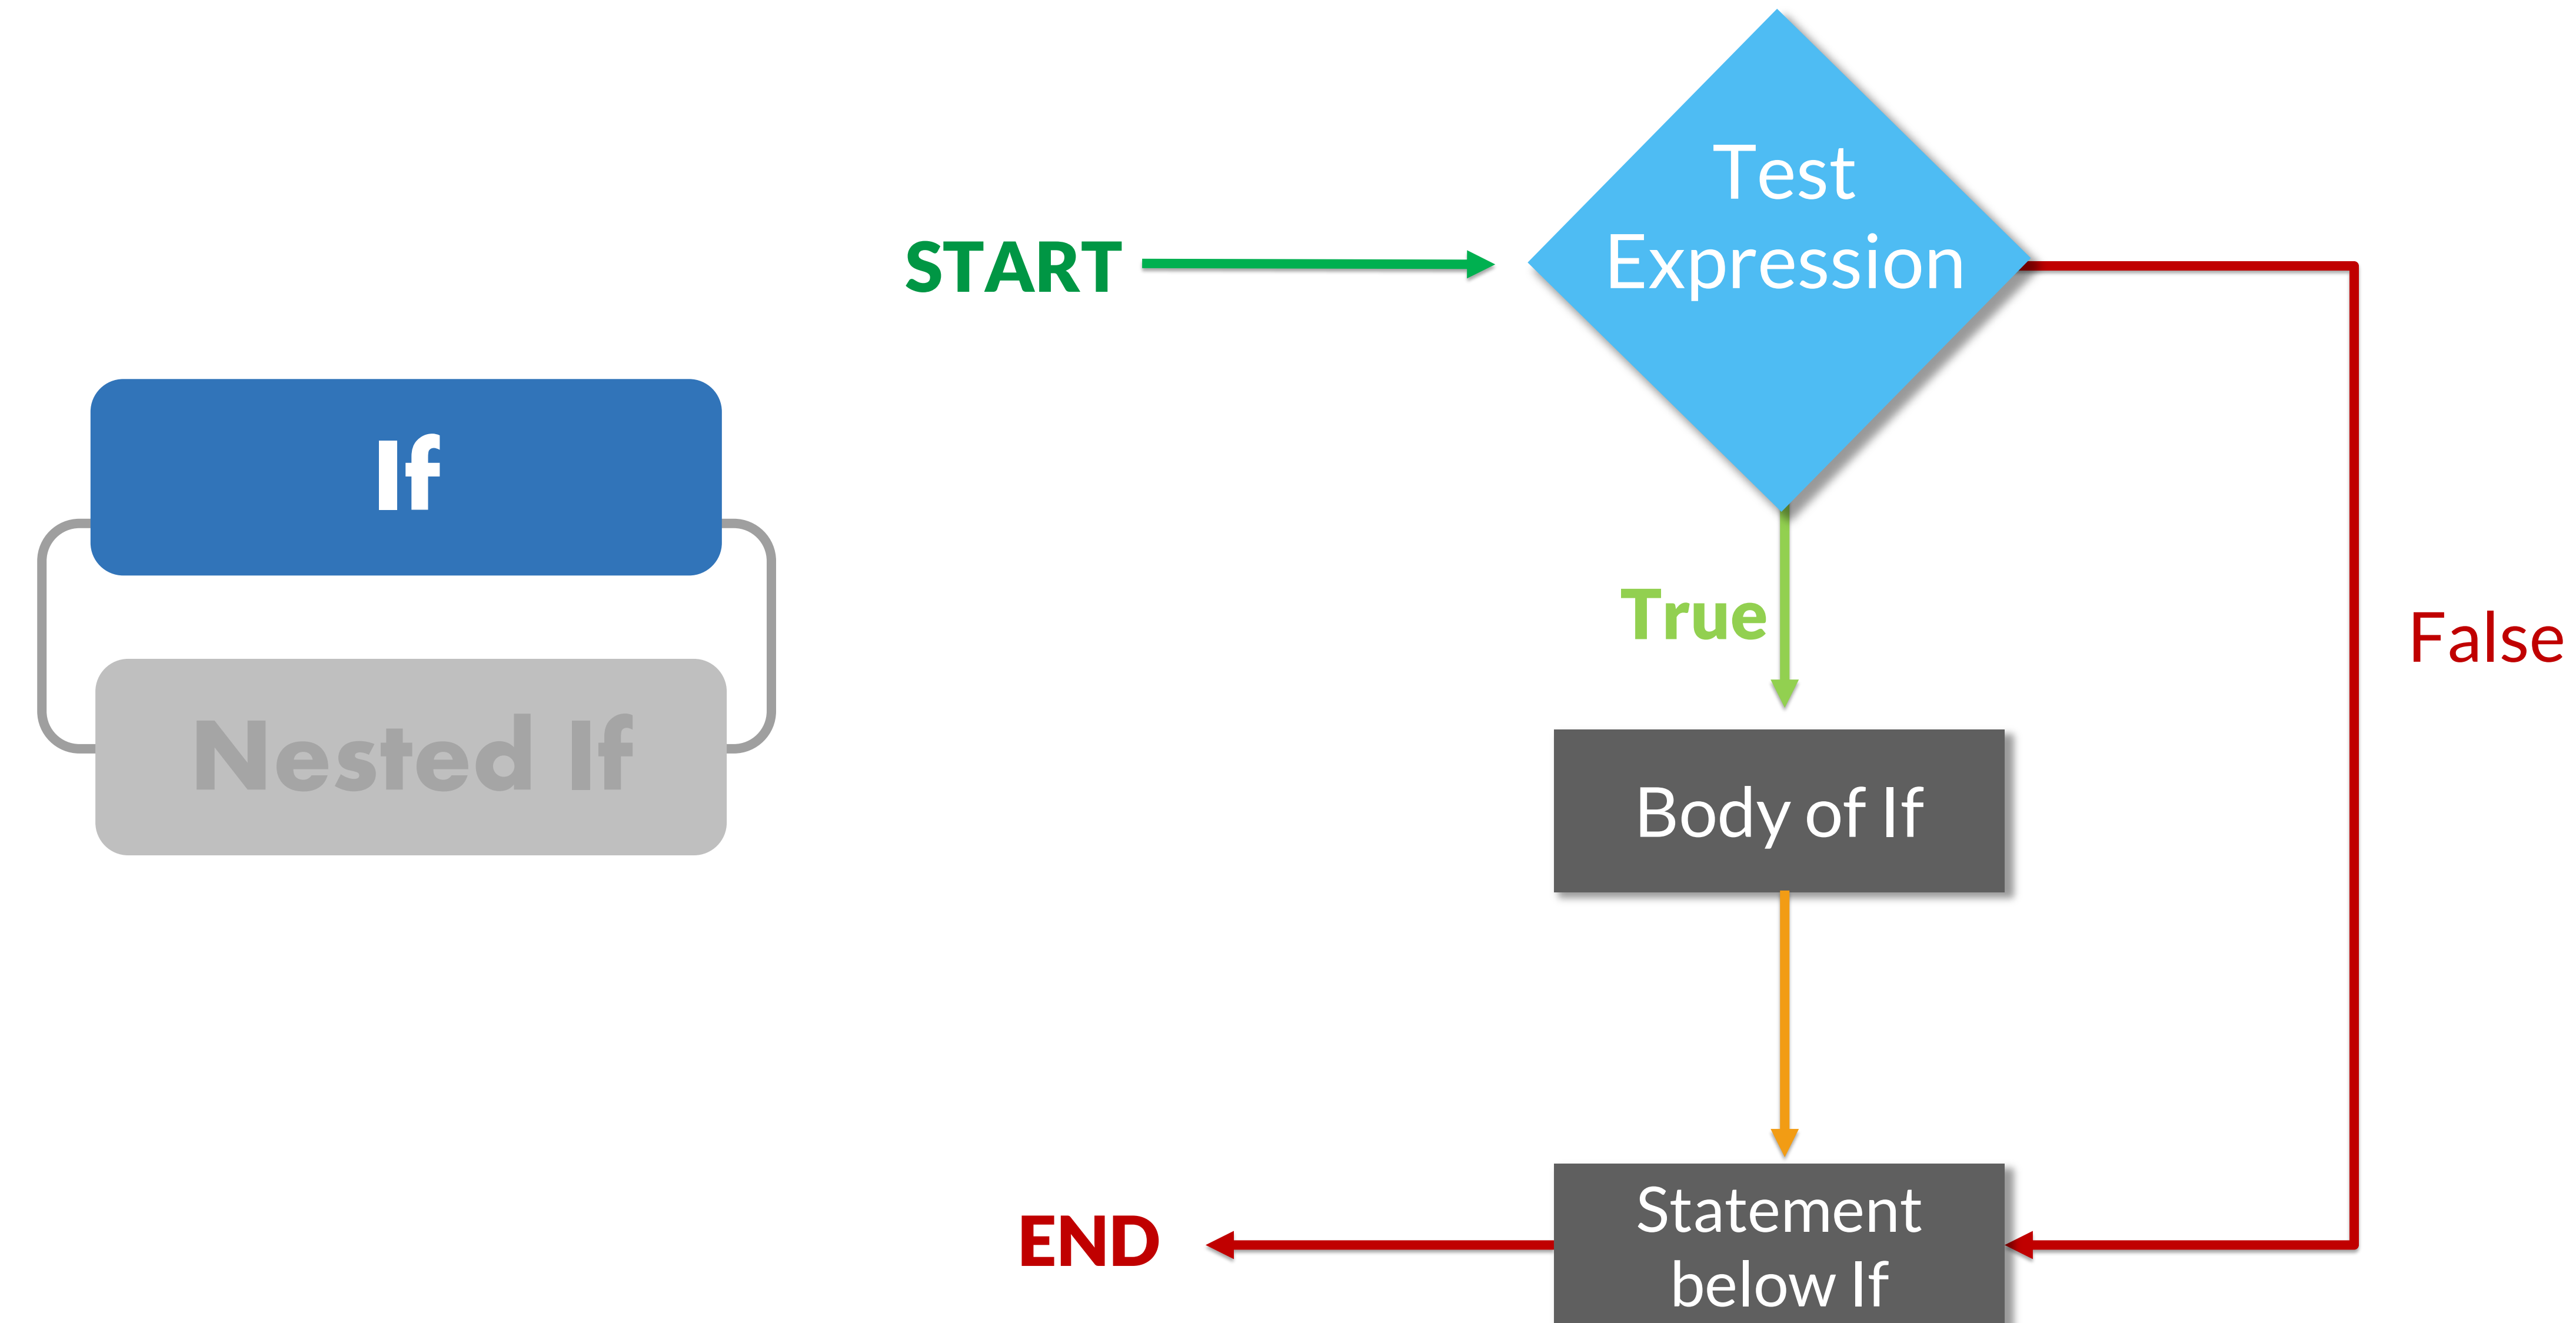 Test
Expression
START
If
True
False
Nested If
Body of If
Statement
below If
END